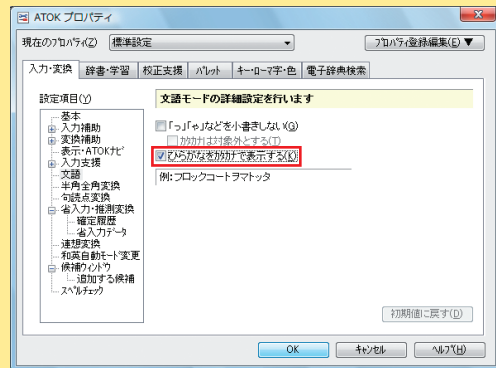 ATOK プロパティ
現在のプロパティ(Z) 標準設定 プロパティ登録編集(E)▼
入力・変換 辞書・学習 校正支援 パレット キー・ローマ字・色 電子辞典検索
設定項目(Y)
文語モードの詳細設定を行います
基本
入力補助
変換補助
表示・ATOKナビ
入力支援
文語
半角全角変換
句読点変換
省入力・推測変換
確定履歴
省入力データ
連想変換
和英自動モード変更
候補ウィンドウ
追加する候補
スペルチェック
「っ」「ゃ」などを小書きしない(G)
カタカナは対象外とする(T)
ひらがなをカタカナで表示する(K)
例:フロックコートヲマトッタ
初期値に戻す(D)
OK キャンセル ヘルプ(H)